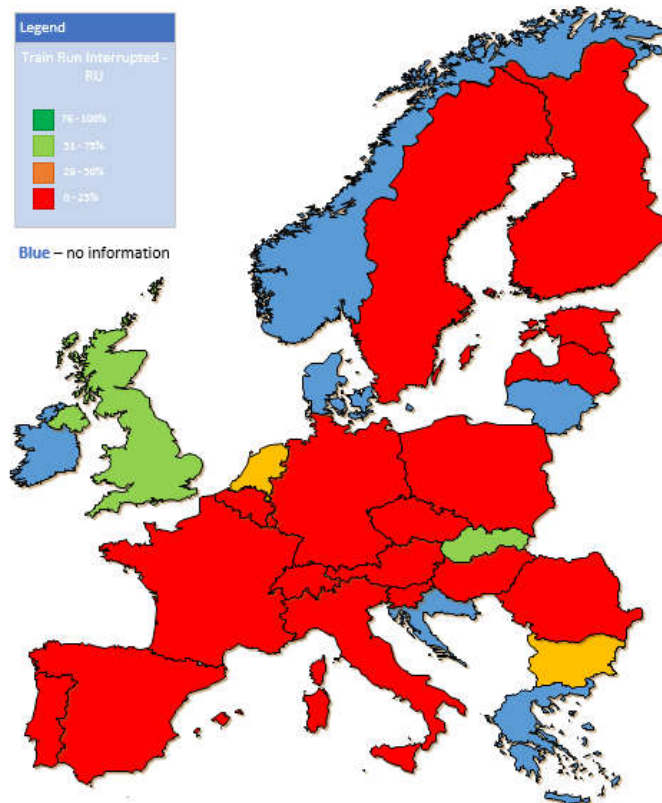 Legend
Train Run Interrupted -
RU
76 - 100%
51 - 75%
26 - 50%
0 - 25%
Blue – no information